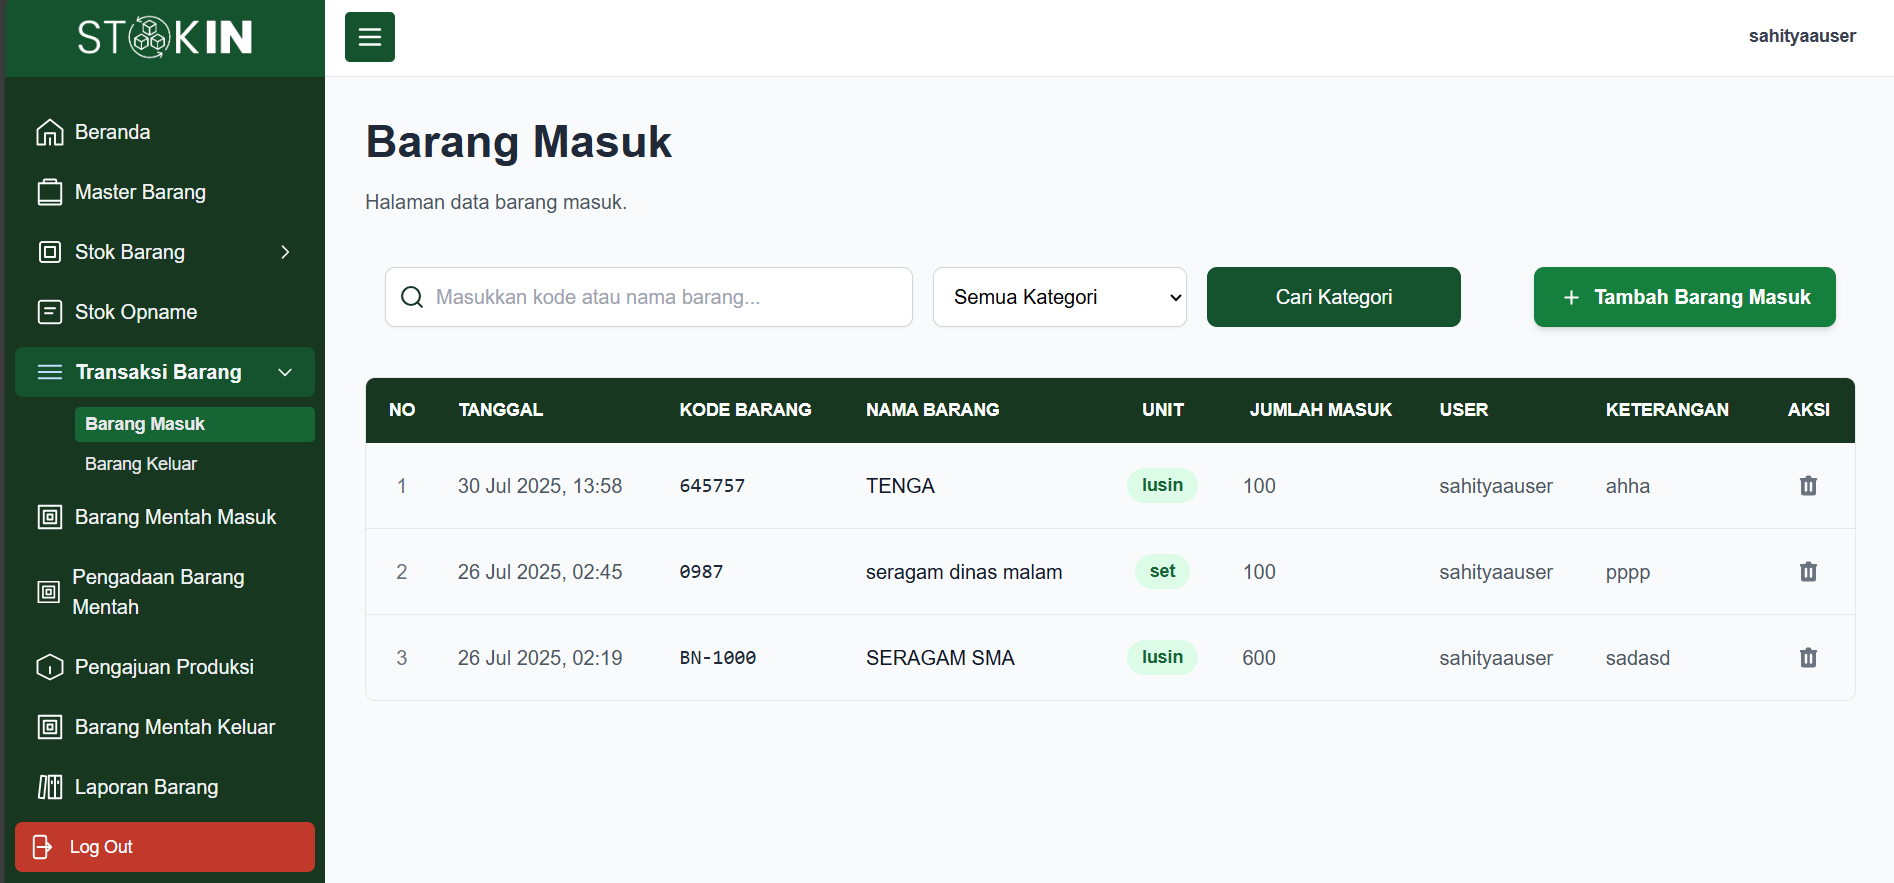 STOKIN
sahityaauser
Beranda
Master Barang
Stok Barang
Stok Opname
Transaksi Barang
Barang Masuk
Barang Keluar
Barang Mentah Masuk
Pengadaan Barang
Mentah
Pengajuan Produksi
Barang Mentah Keluar
Laporan Barang
Log Out
Barang Masuk
Halaman data barang masuk.
Masukkan kode atau nama barang... Semua Kategori Cari Kategori + Tambah Barang Masuk
NO TANGGAL KODE BARANG NAMA BARANG UNIT JUMLAH MASUK USER KETERANGAN AKSI
1 30 Jul 2025, 13:58 645757 TENGA lusin 100 sahityaauser ahha
2 26 Jul 2025, 02:45 0987 seragam dinas malam set 100 sahityaauser pppp
3 26 Jul 2025, 02:19 BN-1000 SERAGAM SMA lusin 600 sahityaauser sadasd